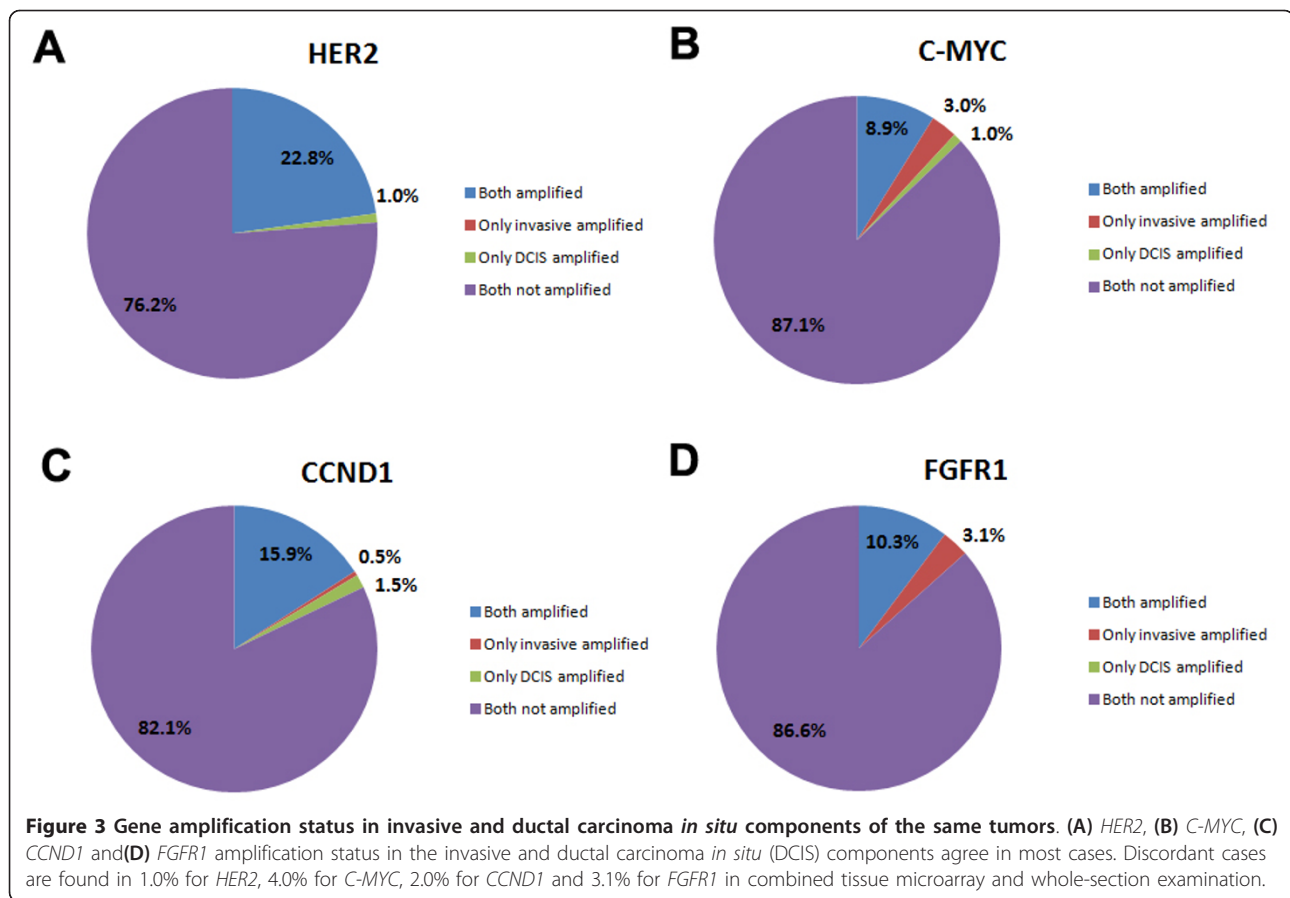 A
HER2
22.8%
1.0%
76.2%
Both amplified
Only invasive amplified
Only DCIS amplified
Both not amplified
B
C-MYC
8.9%
3.0%
1.0%
87.1%
Both amplified
Only invasive amplified
Only DCIS amplified
Both not amplified
C
CCND1
15.9%
0.5%
1.5%
82.1%
Both amplified
Only invasive amplified
Only DCIS amplified
Both not amplified
D
FGFR1
10.3%
3.1%
86.6%
Both amplified
Only invasive amplified
Only DCIS amplified
Both not amplified
Figure 3 Gene amplification status in invasive and ductal carcinoma in situ components of the same tumors. (A) HER2, (B) C-MYC, (C)
CCND1 and(D) FGFR1 amplification status in the invasive and ductal carcinoma in situ (DCIS) components agree in most cases. Discordant cases
are found in 1.0% for HER2, 4.0% for C-MYC, 2.0% for CCND1 and 3.1% for FGFR1 in combined tissue microarray and whole-section examination.